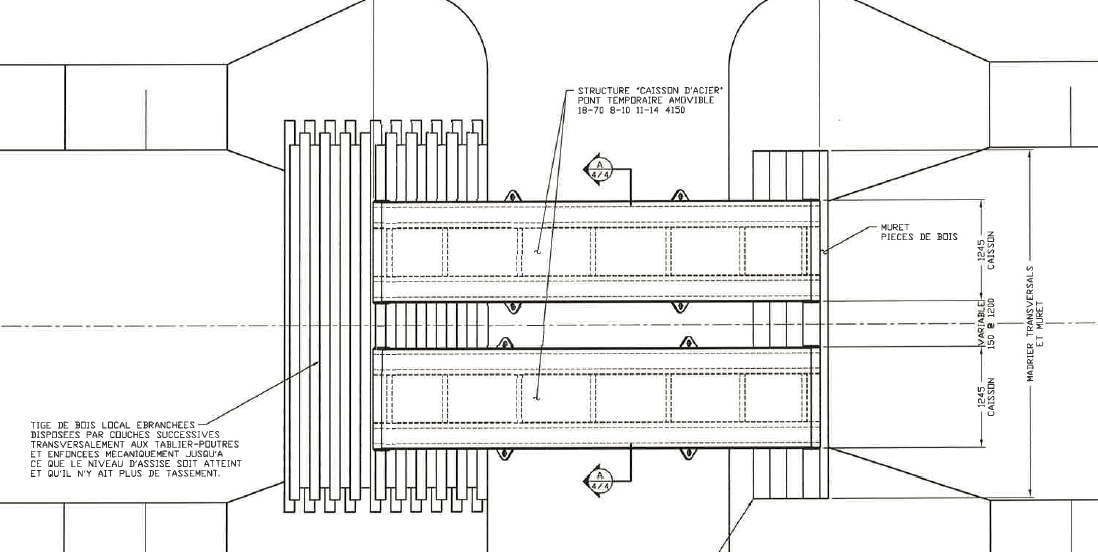 STRUCTURE "CAISSON D'ACIER"
PONT TEMPORAIRE AMOVIBLE
18-70 8-10 11-14 4150
A
4/4
MURET
PIECES DE BOIS
1245
CAISSON
VARIABLE
150 @ 1200
1245
CAISSON
MADRIER TRANSVERSALS
ET MURET
TIGE DE BOIS LOCAL EBRANCHEES
DISPOSEES PAR COUCHES SUCCESSIVES
TRANSVERSALEMENT AUX TABLIER-POUTRES
ET ENFONCEES MECANIQUEMENT JUSQU'A
CE QUE LE NIVEAU D'ASSISE SOIT ATTEINT
ET QU'IL N'Y AIT PLUS DE TASSEMENT.
A
4/4